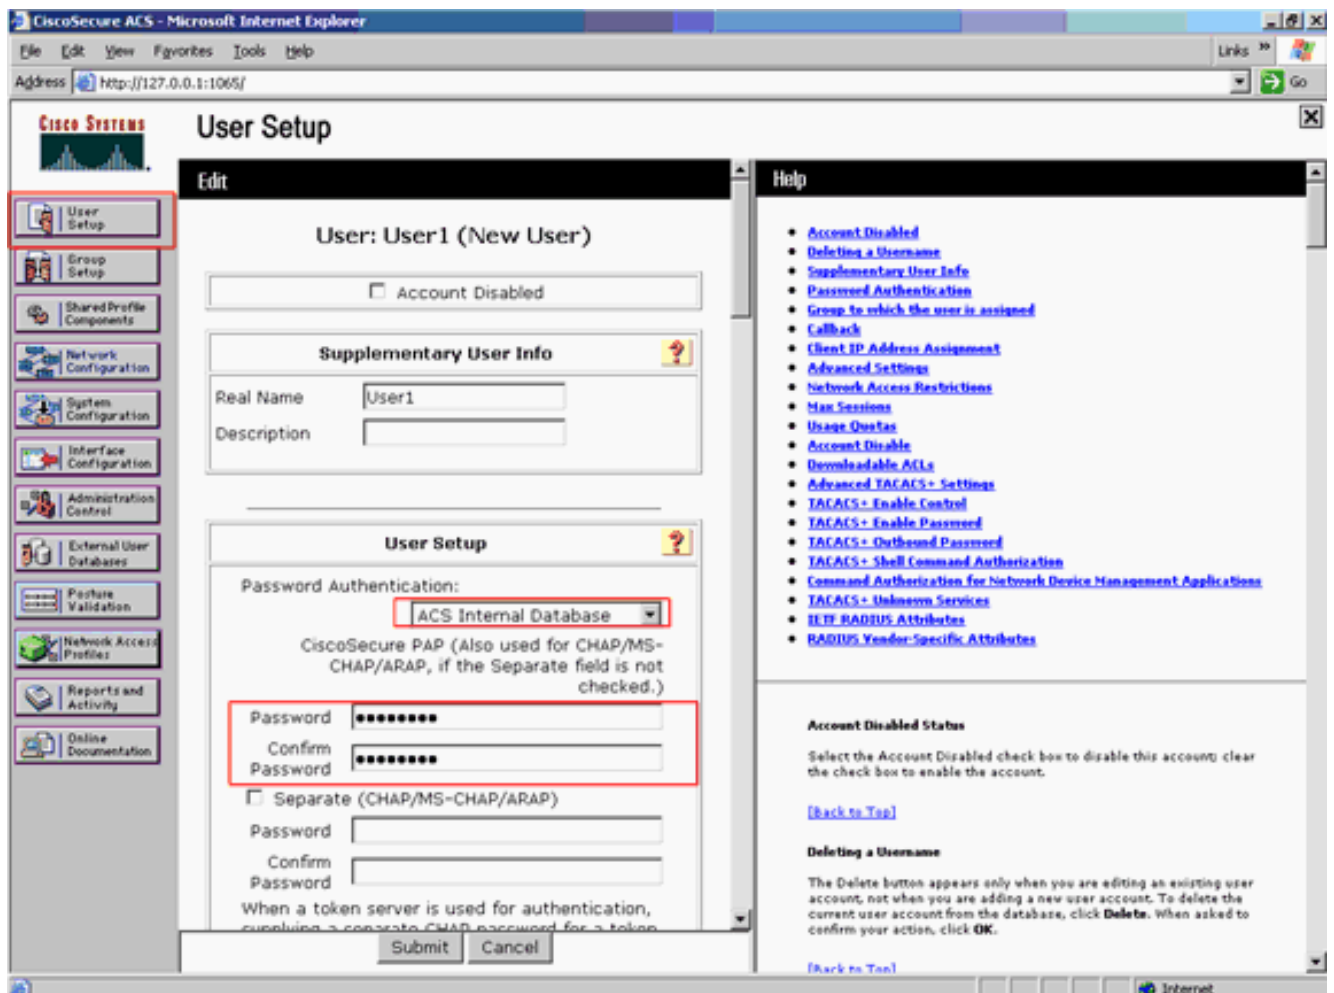 CiscoSecure ACS - Microsoft Internet Explorer
File Edit View Favorites Tools Help
Links »
Address http://127.0.0.1:1065/
Go
CISCO SYSTEMS
User Setup
User
Setup
Group
Setup
Shared Profile
Components
Network
Configuration
System
Configuration
Interface
Configuration
Administration
Control
External User
Databases
Posture
Validation
Network Access
Profiles
Reports and
Activity
Online
Documentation
Edit
User: User1 (New User)
Account Disabled
Supplementary User Info
?
Real Name User1
Description
User Setup
?
Password Authentication:
ACS Internal Database
CiscoSecure PAP (Also used for CHAP/MS-
CHAP/ARAP, if the Separate field is not
checked.)
Password ••••••••
Confirm
Password ••••••••
Separate (CHAP/MS-CHAP/ARAP)
Password
Confirm
Password
When a token server is used for authentication,
supplying a separate CHAP password for a token
Submit Cancel
Help
• Account Disabled
• Deleting a Username
• Supplementary User Info
• Password Authentication
• Group to which the user is assigned
• Callback
• Client IP Address Assignment
• Advanced Settings
• Network Access Restrictions
• Max Sessions
• Usage Quotas
• Account Disable
• Downloadable ACLs
• Advanced TACACS+ Settings
• TACACS+ Enable Control
• TACACS+ Enable Password
• TACACS+ Outbound Password
• TACACS+ Shell Command Authorization
• Command Authorization for Network Device Management Applications
• TACACS+ Unknown Services
• IETF RADIUS Attributes
• RADIUS Vendor-Specific Attributes
Account Disabled Status
Select the Account Disabled check box to disable this account; clear
the check box to enable the account.
[Back to Top]
Deleting a Username
The Delete button appears only when you are editing an existing user
account, not when you are adding a new user account. To delete the
current user account from the database, click Delete. When asked to
confirm your action, click OK.
[Back to Top]
Internet